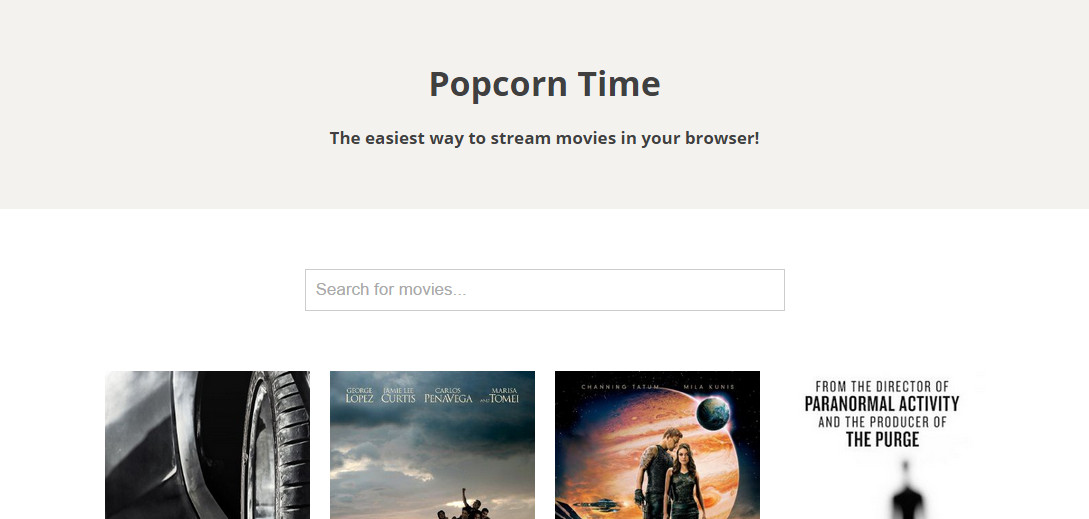 Popcorn Time
The easiest way to stream movies in your browser!
Search for movies...
GEORGE LOPEZ JAMIE LEE CURTIS CARLOS PENAVEGA AND MARISA TOMEI
CHANNING TATUM MILA KUNIS
FROM THE DIRECTOR OF
PARANORMAL ACTIVITY
AND THE PRODUCER OF
THE PURGE